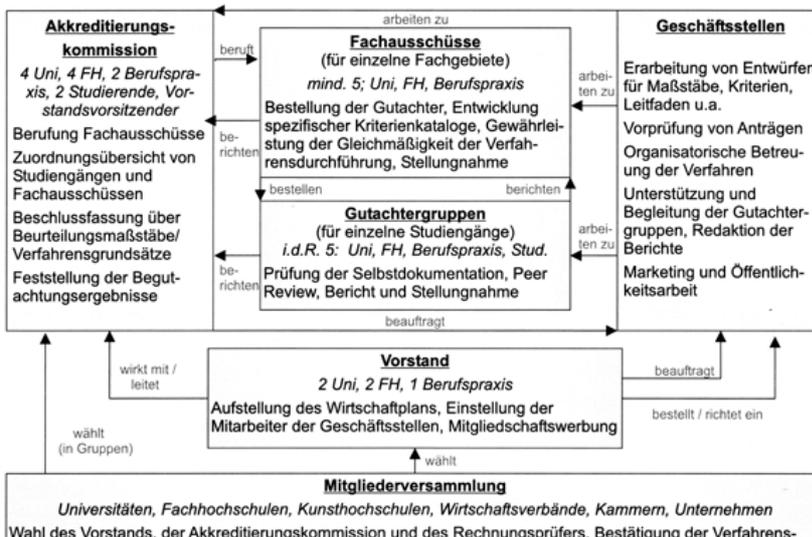 arbeiten zu
Akkreditierungs-
kommission
4 Uni, 4 FH, 2 Berufspra-
xis, 2 Studierende, Vor-
standsvorsitzender
Berufung Fachausschüsse
Zuordnungsübersicht von
Studiengängen und
Fachausschüssen
Beschlussfassung über
Beurteilungsmaßstäbe/
Verfahrensgrundsätze
Feststellung der Begut-
achtungsergebnisse
beruft
be-
richten
be-
richten
Fachausschüsse
(für einzelne Fachgebiete)
mind. 5; Uni, FH, Berufspraxis
Bestellung der Gutachter, Entwicklung
spezifischer Kriterienkataloge, Gewährlei-
stung der Gleichmäßigkeit der Verfah-
rensdurchführung, Stellungnahme
bestellen
berichten
Gutachtergruppen
(für einzelne Studiengänge)
i.d.R. 5: Uni, FH, Berufspraxis, Stud.
Prüfung der Selbstdokumentation, Peer
Review, Bericht und Stellungnahme
arbei-
ten zu
arbei-
ten zu
Geschäftsstellen
Erarbeitung von Entwürfen
für Maßstäbe, Kriterien,
Leitfaden u.a.
Vorprüfung von Anträgen
Organisatorische Betreu-
ung der Verfahren
Unterstützung und
Begleitung der Gutachter-
gruppen, Redaktion der
Berichte
Marketing und Öffentlich-
keitsarbeit
beauftragt
wirkt mit /
leitet
Vorstand
2 Uni, 2 FH, 1 Berufspraxis
Aufstellung des Wirtschaftplans, Einstellung der
Mitarbeiter der Geschäftsstellen, Mitgliedschaftswerbung
beauftragt
bestellt / richtet ein
wählt
(in Gruppen)
wählt
Mitgliederversammlung
Universitäten, Fachhochschulen, Kunsthochschulen, Wirtschaftsverbände, Kammern, Unternehmen
Wahl des Vorstands, der Akkreditierungskommission und des Rechnungsprüfers, Bestätigung der Verfahrens-